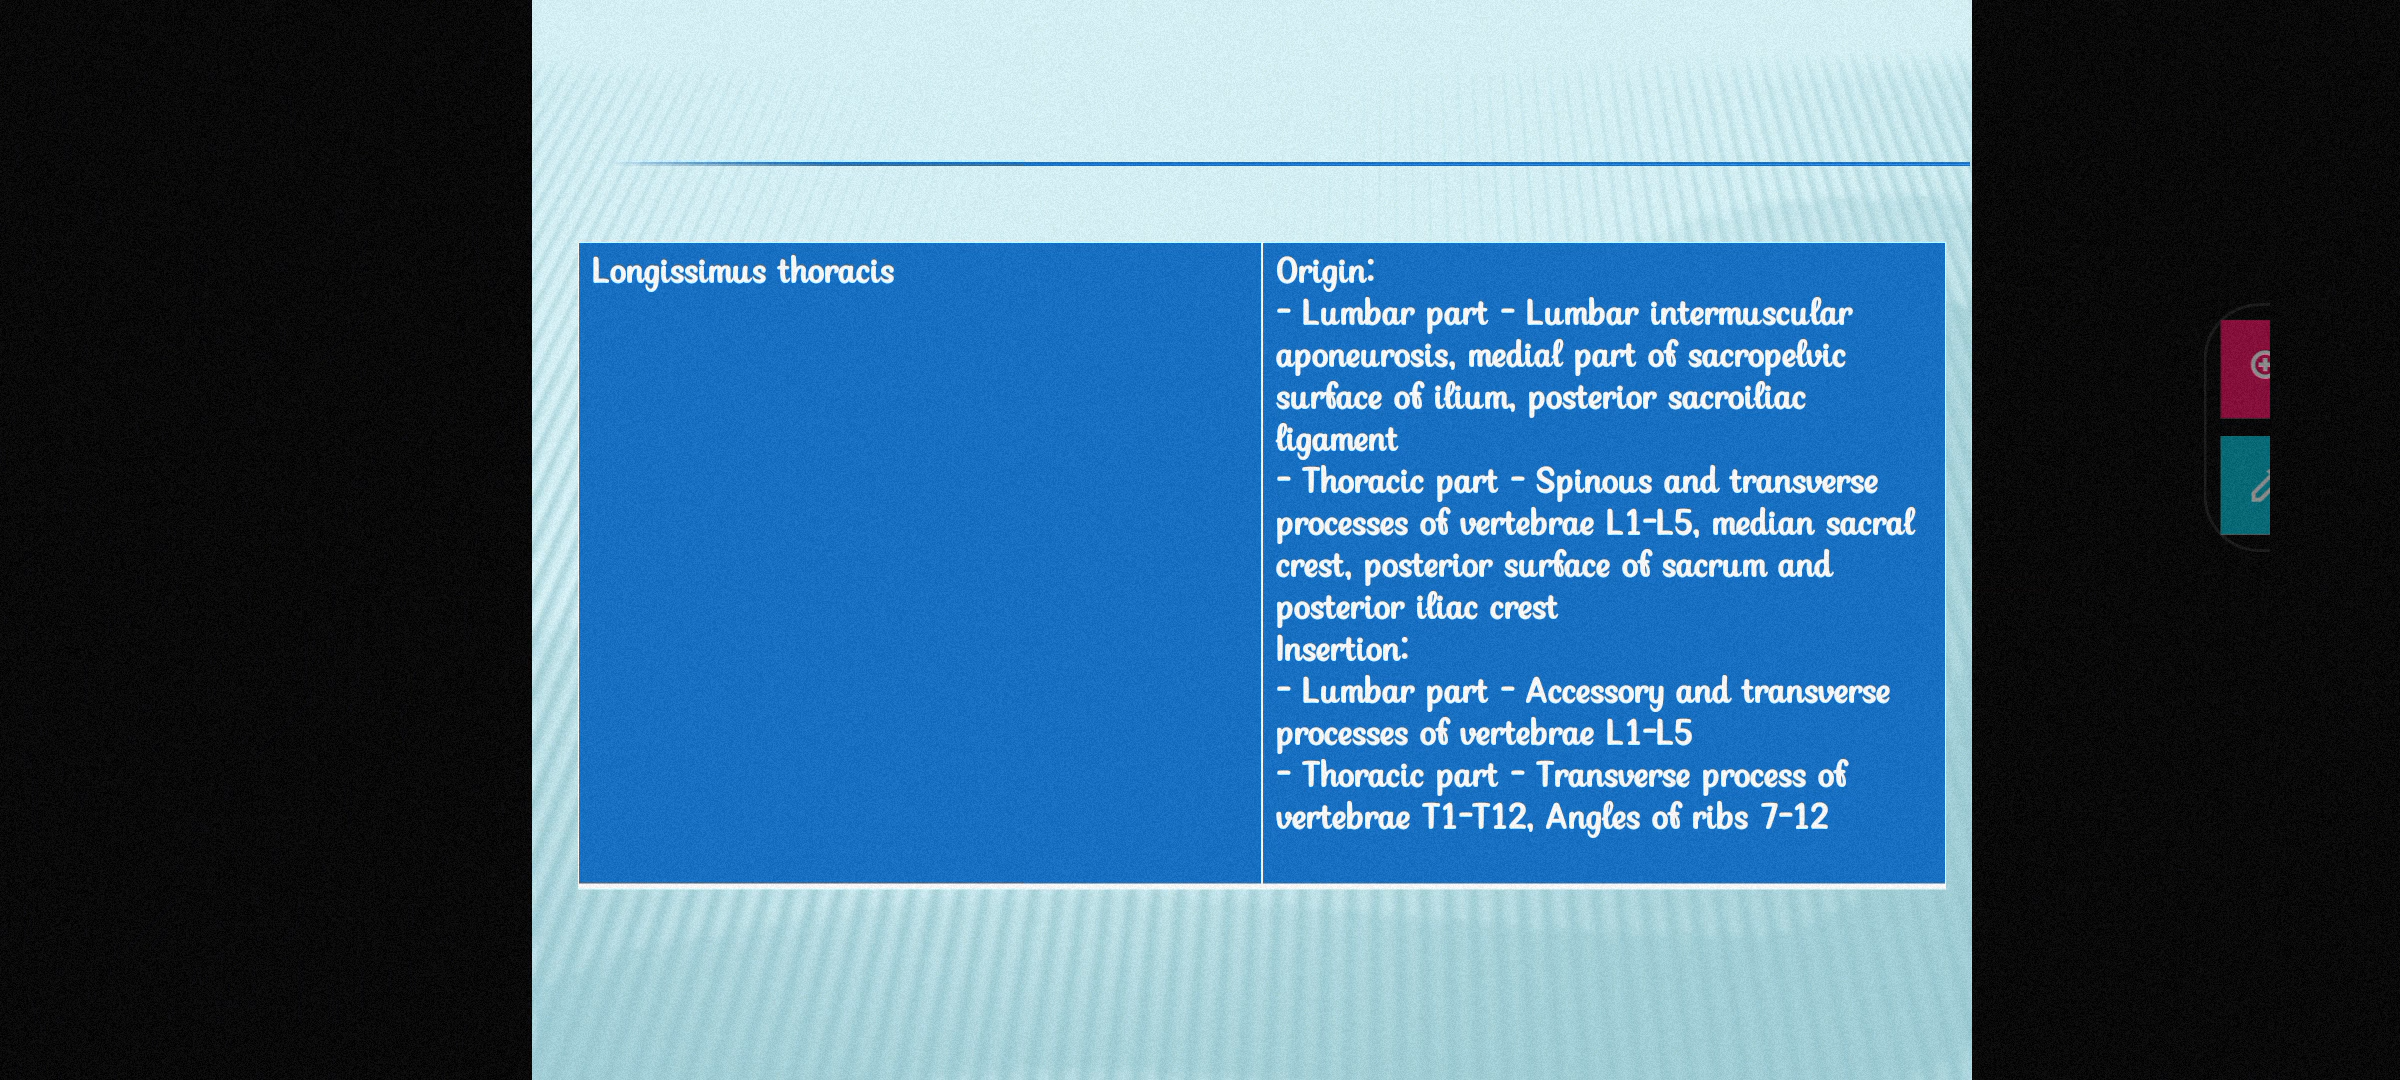 Longissimus thoracis
Origin:
- Lumbar part - Lumbar intermuscular
aponeurosis, medial part of sacropelvic
surface of ilium, posterior sacroiliac
ligament
- Thoracic part - Spinous and transverse
processes of vertebrae L1-L5, median sacral
crest, posterior surface of sacrum and
posterior iliac crest
Insertion:
- Lumbar part - Accessory and transverse
processes of vertebrae L1-L5
- Thoracic part - Transverse process of
vertebrae T1-T12, Angles of ribs 7-12